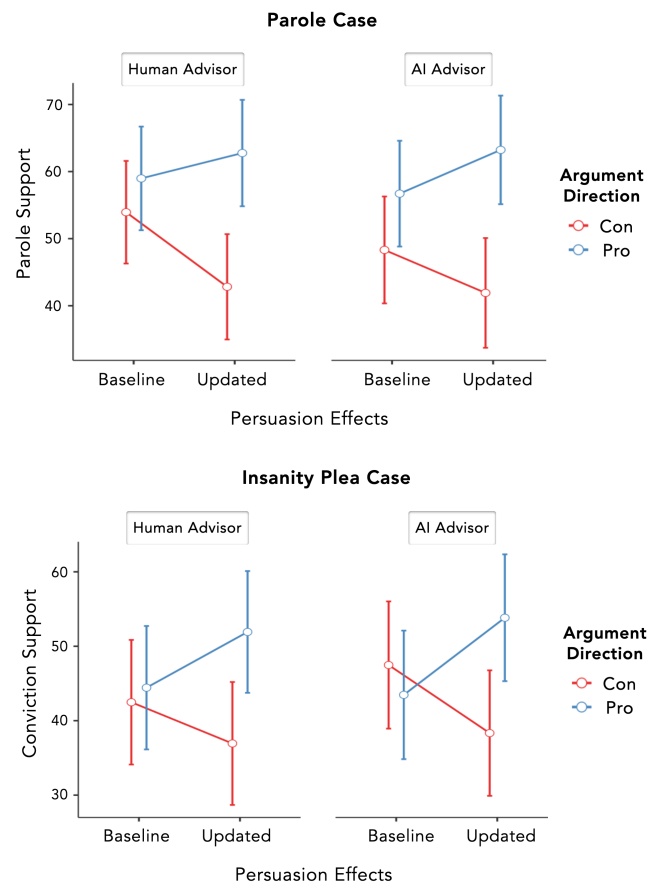 Parole Case
Human Advisor
AI Advisor
Parole Support
70
60
50
40
Baseline
Updated
Baseline
Updated
Persuasion Effects
Argument
Direction
Con
Pro
Insanity Plea Case
Human Advisor
AI Advisor
Conviction Support
60
50
40
30
Baseline
Updated
Baseline
Updated
Persuasion Effects
Argument
Direction
Con
Pro